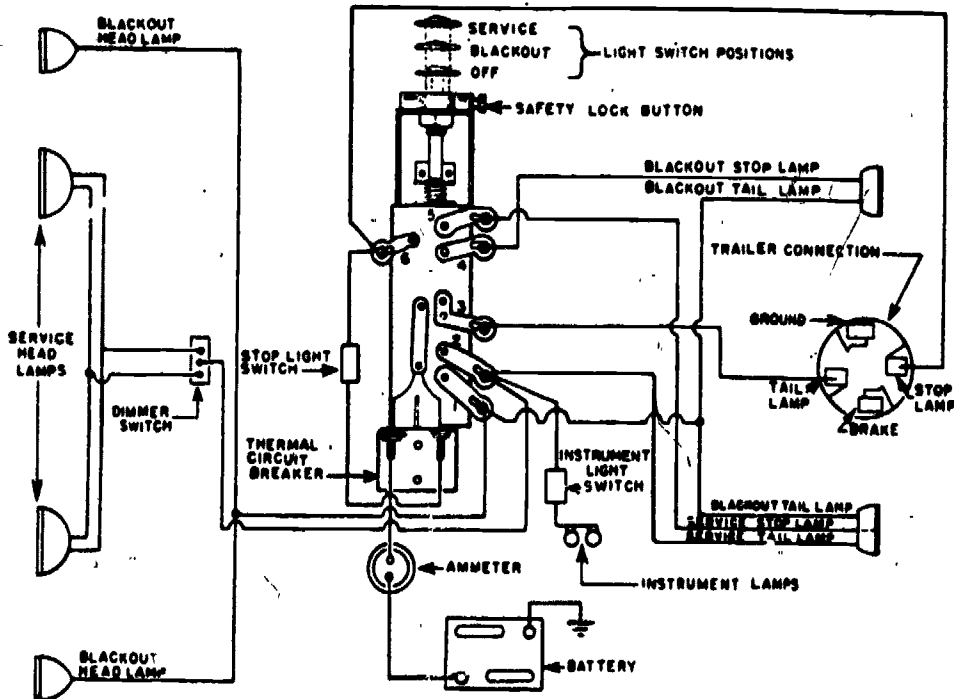 BLACKOUT
HEAD LAMP
SERVICE
BLACKOUT
OFF
LIGHT SWITCH POSITIONS
SAFETY LOCK BUTTON
BLACKOUT STOP LAMP
BLACKOUT TAIL LAMP
5
6
4
TRAILER CONNECTION
3
GROUND
SERVICE
HEAD
LAMPS
STOP LIGHT
SWITCH
2
TAIL
LAMP
STOP
LAMP
DIMMER
SWITCH
1
BRAKE
THERMAL
CIRCUIT
BREAKER
INSTRUMENT
LIGHT
SWITCH
BLACKOUT TAIL LAMP
SERVICE STOP LAMP
SERVICE TAIL LAMP
AMMETER
INSTRUMENT LAMPS
BLACKOUT
HEAD LAMP
BATTERY